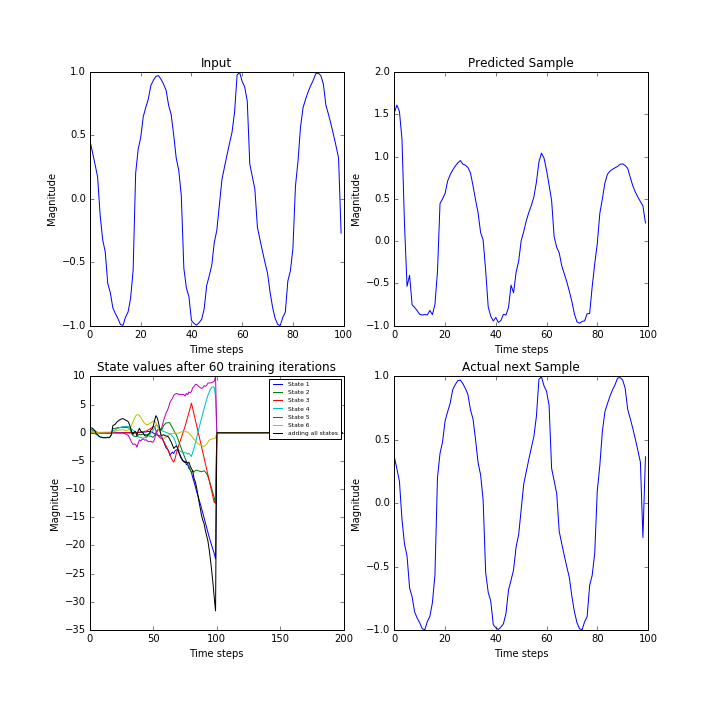 Input
Magnitude
1.0
0.5
0.0
−0.5
−1.0
0
20
40
60
80
100
Time steps
Predicted Sample
Magnitude
2.0
1.5
1.0
0.5
0.0
−0.5
−1.0
0
20
40
60
80
100
Time steps
State values after 60 training iterations
Magnitude
10
5
0
−5
−10
−15
−20
−25
−30
−35
0
50
100
150
200
Time steps
State 1
State 2
State 3
State 4
State 5
State 6
adding all states
Actual next Sample
Magnitude
1.0
0.5
0.0
−0.5
−1.0
0
20
40
60
80
100
Time steps